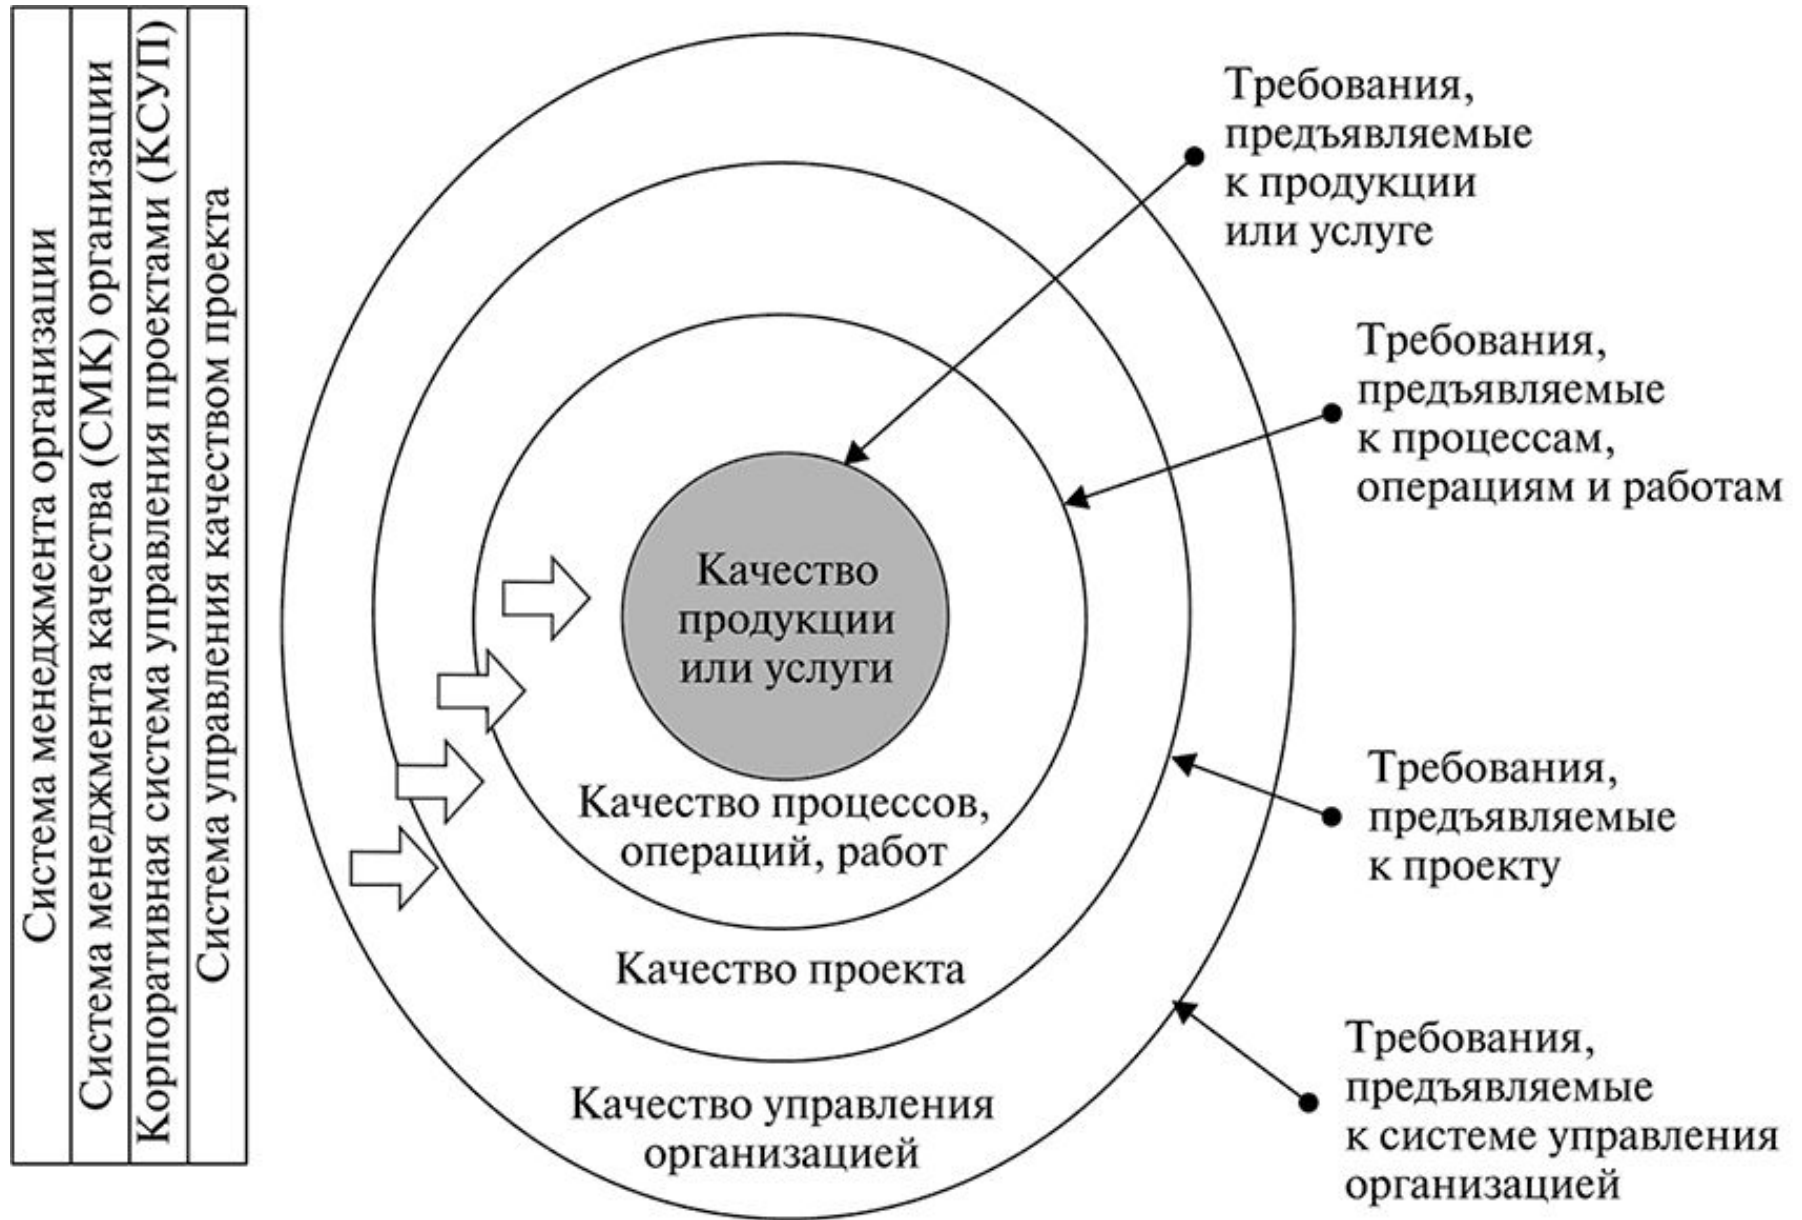 Система менеджмента организации
Система менеджмента качества (СМК) организации
Корпоративная система управления проектами (КСУП)
Система управления качеством проекта
Требования,
предъявляемые
к продукции
или услуге
Требования,
предъявляемые
к процессам,
операциям и работам
Качество
продукции
или услуги
Качество процессов,
операций, работ
Качество проекта
Качество управления
организацией
Требования,
предъявляемые
к проекту
Требования,
предъявляемые
к системе управления
организацией